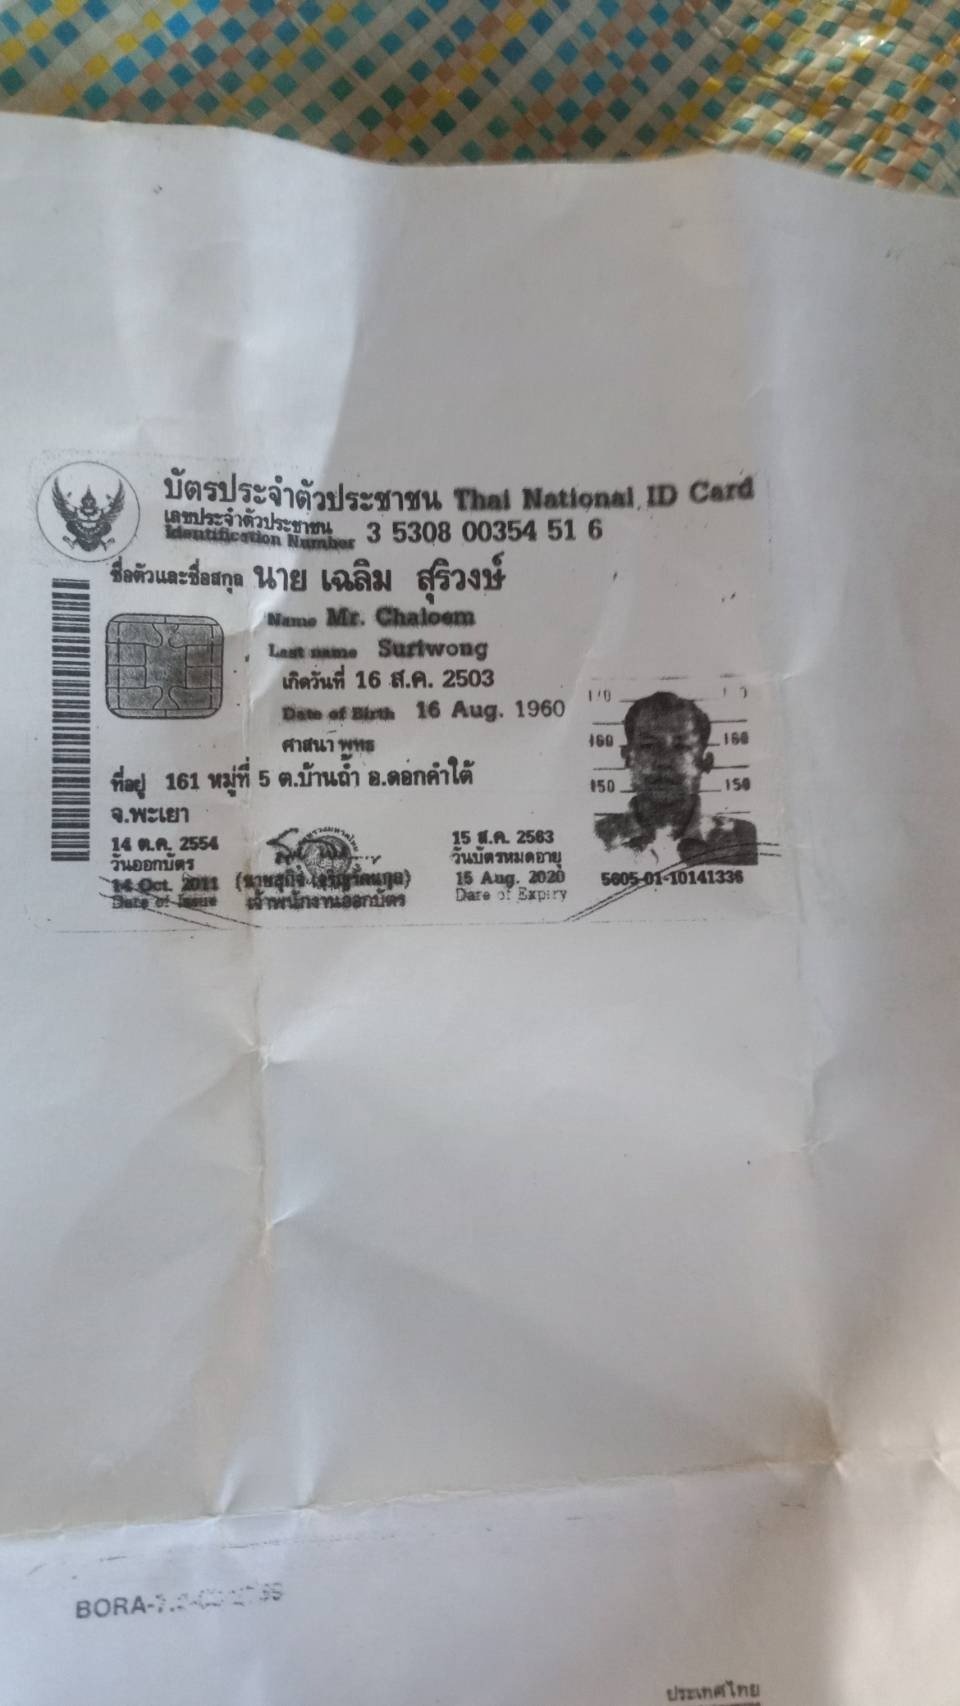 บัตรประจำตัวประชาชน Thai National ID Card
เลขประจำตัวประชาชน
Identification Number 3 5308 00354 51 6
ชื่อตัวและชื่อสกุล นาย เฉลิม สุริวงษ์
Name Mr. Chaloem
Last name Suriwong
เกิดวันที่ 16 ส.ค. 2503
Date of Birth 16 Aug. 1960
ศาสนา พุทธ
ที่อยู่ 161 หมู่ที่ 5 ต.บ้านถ้ำ อ.ดอกคำใต้
จ.พะเยา
170
160 160
150 150
14 ต.ค. 2554
วันออกบัตร
14 Oct. 2011
Date of Issue
เจ้าพนักงานออกบัตร
15 ส.ค. 2563
วันบัตรหมดอายุ
15 Aug. 2020
Date of Expiry
5605-01-10141336
BORA-7.
ประเทศไทย